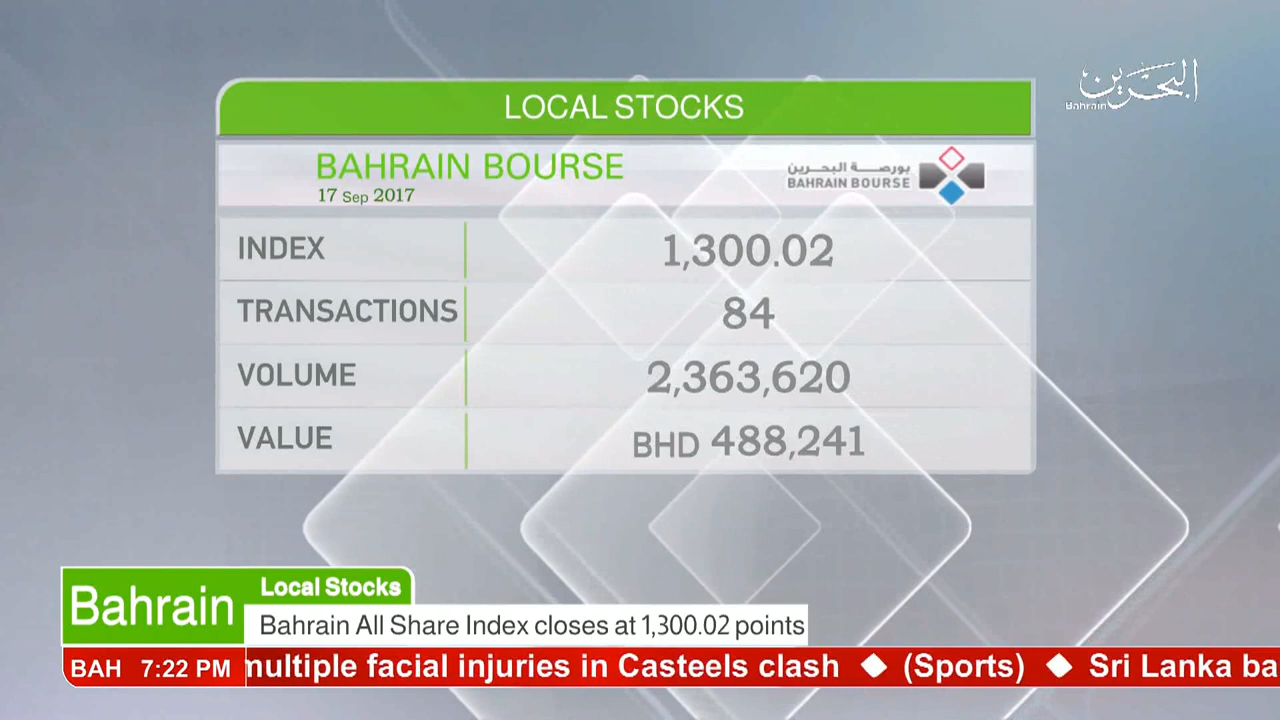 LOCAL STOCKS
البحرين
Bahrain
BAHRAIN BOURSE
17 Sep 2017
بورصة البحرين
BAHRAIN BOURSE
INDEX 1,300.02
TRANSACTIONS 84
VOLUME 2,363,620
VALUE BHD 488,241
Bahrain
Local Stocks
Bahrain All Share Index closes at 1,300.02 points
BAH 7:22 PM multiple facial injuries in Casteels clash ◆ (Sports) ◆ Sri Lanka ba